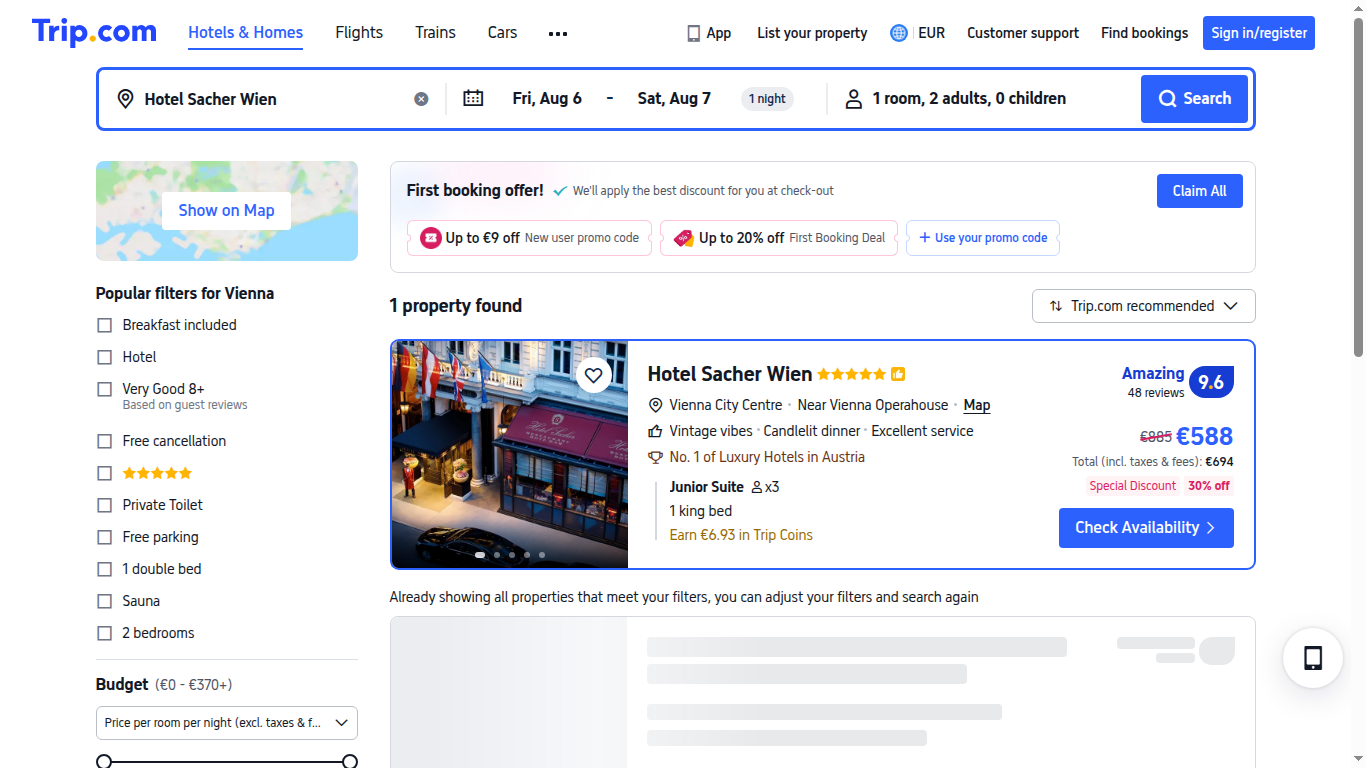 Trip.com
Hotels & Homes
Flights
Trains
Cars
App
List your property
EUR
Customer support
Find bookings
Sign in/register
Hotel Sacher Wien
Fri, Aug 6
-
Sat, Aug 7
1 night
1 room, 2 adults, 0 children
Search
Show on Map
First booking offer!
We'll apply the best discount for you at check-out
Claim All
Up to €9 off New user promo code
Up to 20% off First Booking Deal
+ Use your promo code
Popular filters for Vienna
Breakfast included
Hotel
Very Good 8+
Based on guest reviews
Free cancellation
Private Toilet
Free parking
1 double bed
Sauna
2 bedrooms
Budget (€0 - €370+)
Price per room per night (excl. taxes & f...
1 property found
Trip.com recommended
Hotel Sacher Wien
Vienna City Centre · Near Vienna Operahouse · Map
Vintage vibes · Candlelit dinner · Excellent service
No. 1 of Luxury Hotels in Austria
Junior Suite x3
1 king bed
Earn €6.93 in Trip Coins
Amazing
48 reviews
9.6
€885 €588
Total (incl. taxes & fees): €694
Special Discount 30% off
Check Availability
Already showing all properties that meet your filters, you can adjust your filters and search again